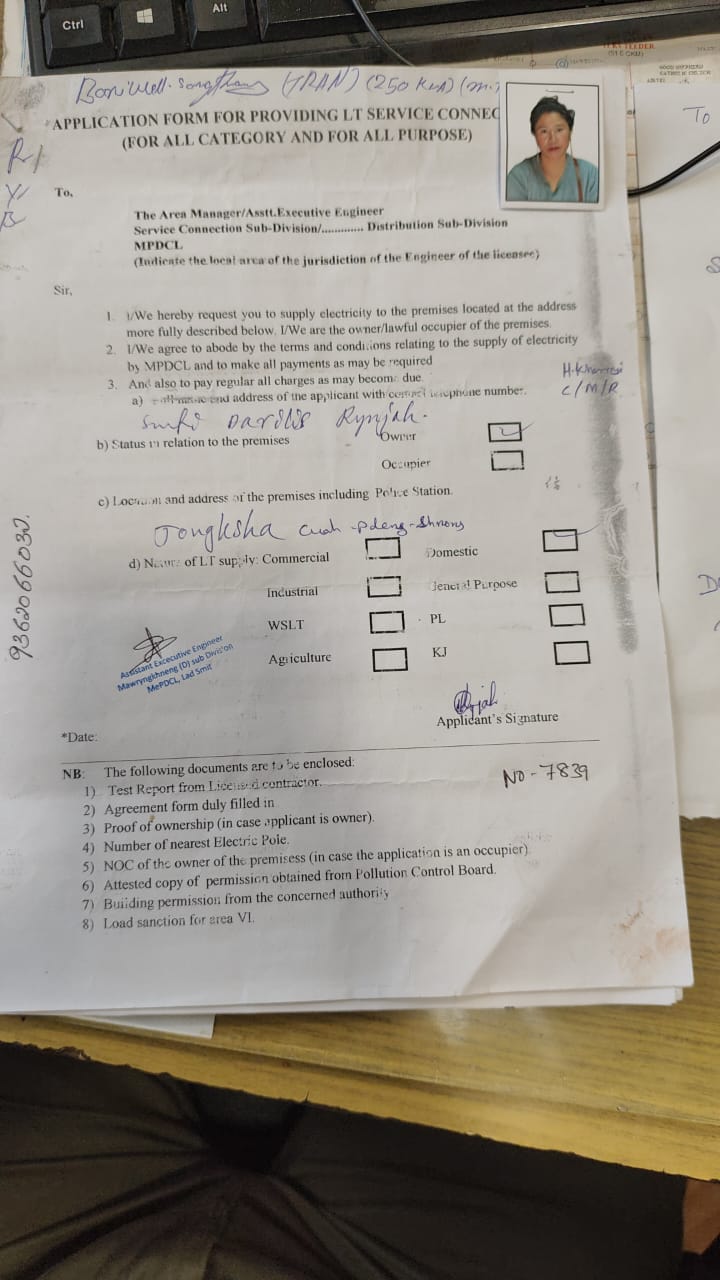 Ctrl
Alt
(TRAN) (250 KVA)
APPLICATION FORM FOR PROVIDING LT SERVICE CONNEC
(FOR ALL CATEGORY AND FOR ALL PURPOSE)
To
To,
The Area Manager/Asstt.Executive Engineer
Service Connection Sub-Division/............. Distribution Sub-Division
MPDCL
(Indicate the local area of the jurisdiction of the Engineer of the licensee)
Sir,
1. I/We hereby request you to supply electricity to the premises located at the address
more fully described below. I/We are the owner/lawful occupier of the premises.
2. I/We agree to abode by the terms and conditions relating to the supply of electricity
by MPDCL and to make all payments as may be required
3. And also to pay regular all charges as may become due.
C/M/R
a) and address of the applicant with telephone number.
Darilis Rynjah.
b) Status in relation to the premises
Owner
Occupier
c) Location and address of the premises including Police Station.
Jongksha
d) Nature of LT supply: Commercial
Domestic
Industrial
General Purpose
WSLT
PL
Agriculture
KJ
9362066030.
Assistant Excecutive Engineer
Mawryngkhneng (D) sub Division
MePDCL, Lad Smit
Applicant's Signature
*Date:
NB: The following documents are to be enclosed:
1) Test Report from Licensed contractor.
2) Agreement form duly filled in
3) Proof of ownership (in case applicant is owner).
4) Number of nearest Electric Pole.
5) NOC of the owner of the premisess (in case the application is an occupier)
6) Attested copy of permission obtained from Pollution Control Board.
7) Building permission from the concerned authority
8) Load sanction for area VI.
NO - 7839